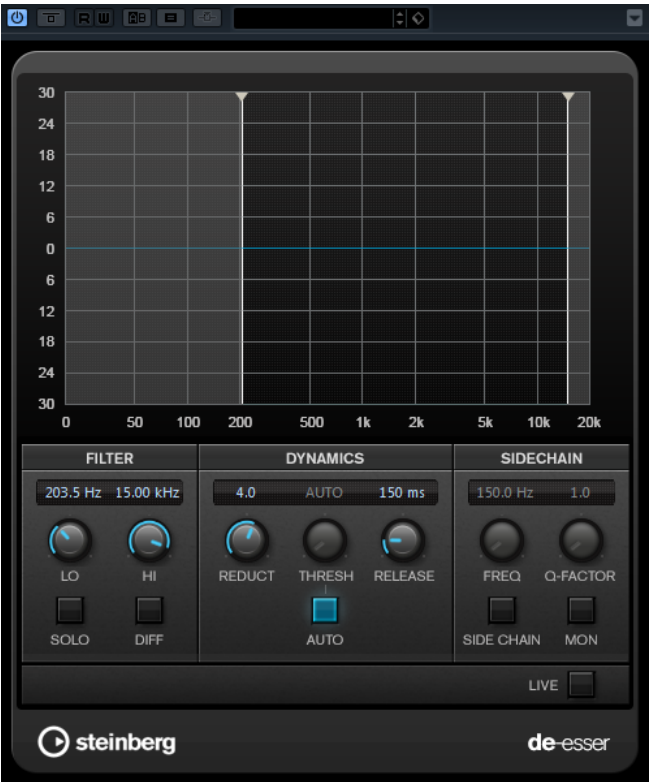 R W A B
30
24
18
12
6
0
6
12
18
24
30
0 50 100 200 500 1k 2k 5k 10k 20k
FILTER DYNAMICS SIDECHAIN
203.5 Hz 15.00 kHz 4.0 AUTO 150 ms 150.0 Hz 1.0
LO HI REDUCT THRESH RELEASE FREQ Q-FACTOR
SOLO DIFF AUTO SIDE CHAIN MON
LIVE
steinberg de-esser